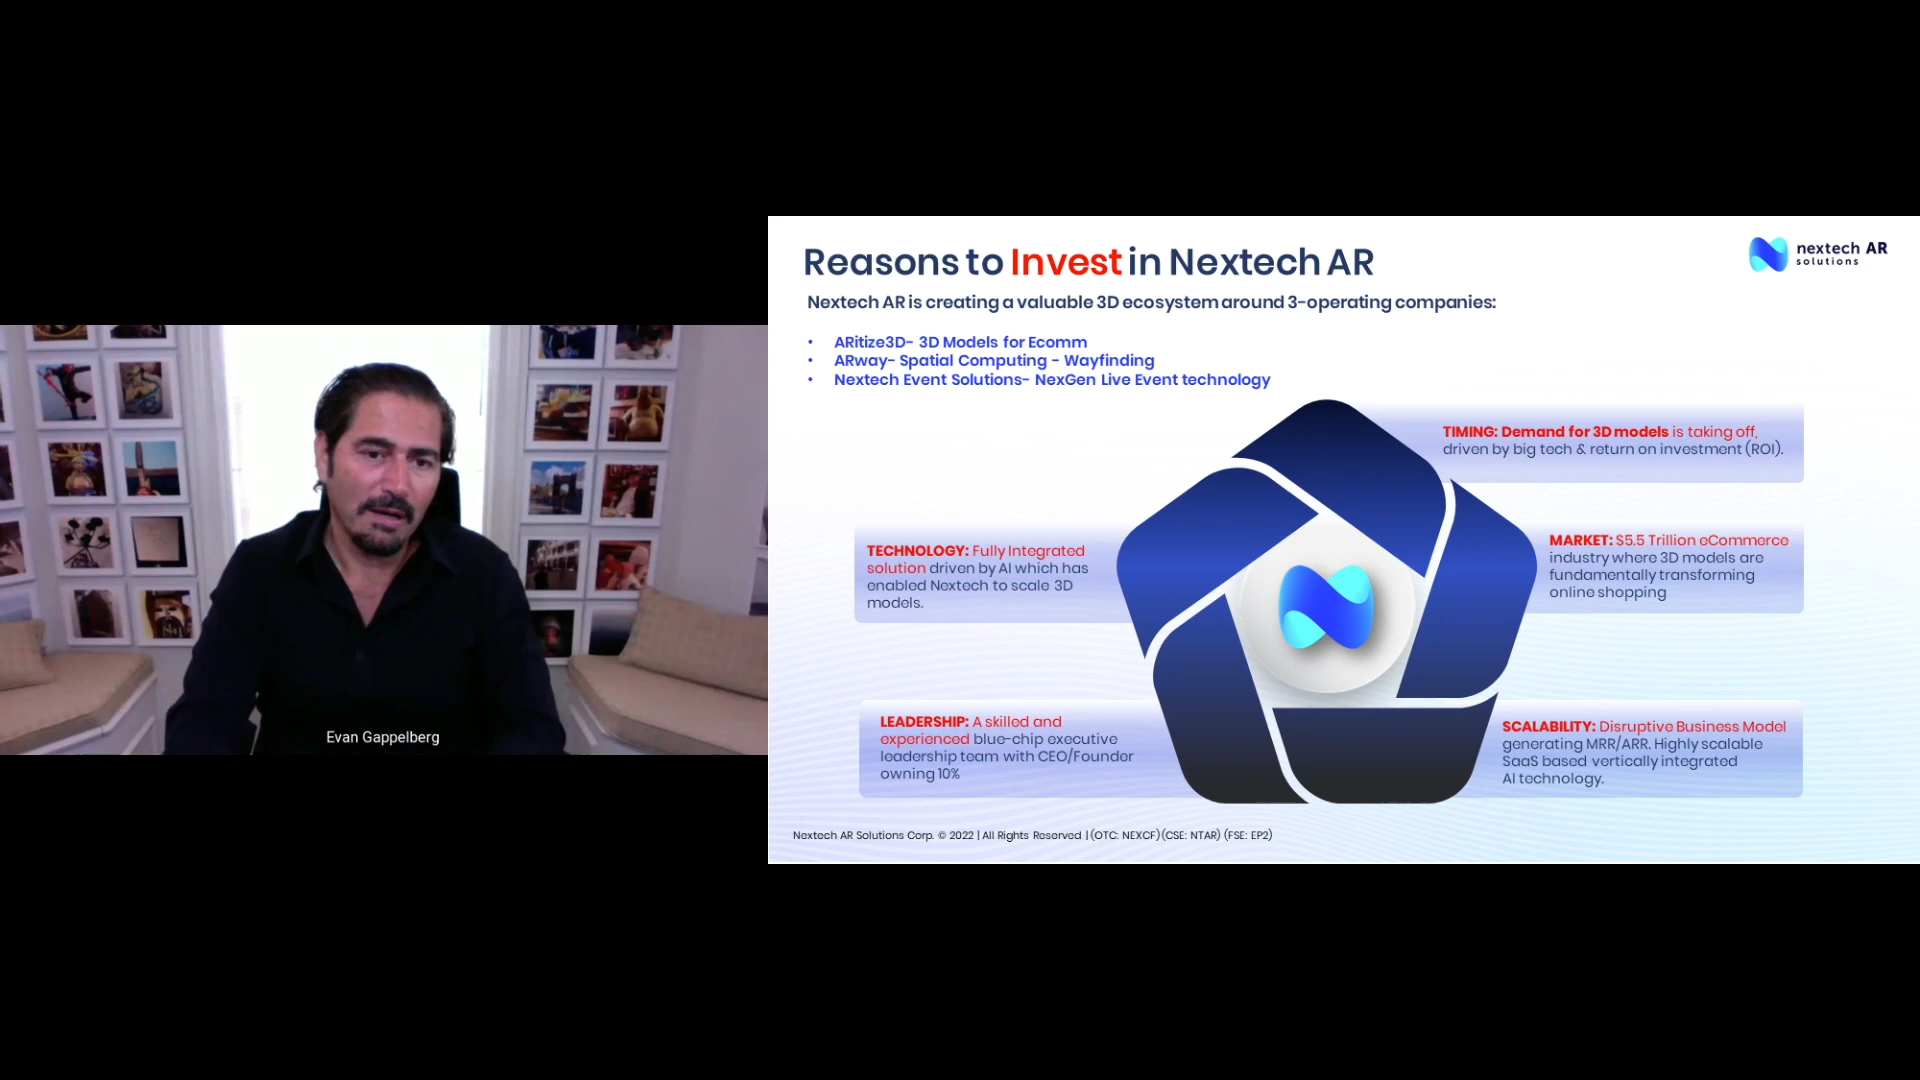 Evan Gappelberg
Reasons to Invest in Nextech AR
nextech AR
solutions
Nextech AR is creating a valuable 3D ecosystem around 3-operating companies:
• ARitize3D- 3D Models for Ecomm
• ARway- Spatial Computing - Wayfinding
• Nextech Event Solutions- NexGen Live Event technology
TIMING: Demand for 3D models is taking off,
driven by big tech & return on investment (ROI).
TECHNOLOGY: Fully Integrated
solution driven by AI which has
enabled Nextech to scale 3D
models.
MARKET: $5.5 Trillion eCommerce
industry where 3D models are
fundamentally transforming
online shopping
LEADERSHIP: A skilled and
experienced blue-chip executive
leadership team with CEO/Founder
owning 10%
SCALABILITY: Disruptive Business Model
generating MRR/ARR. Highly scalable
SaaS based vertically integrated
AI technology.
Nextech AR Solutions Corp. © 2022 | All Rights Reserved | (OTC: NEXCF)(CSE: NTAR) (FSE: EP2)